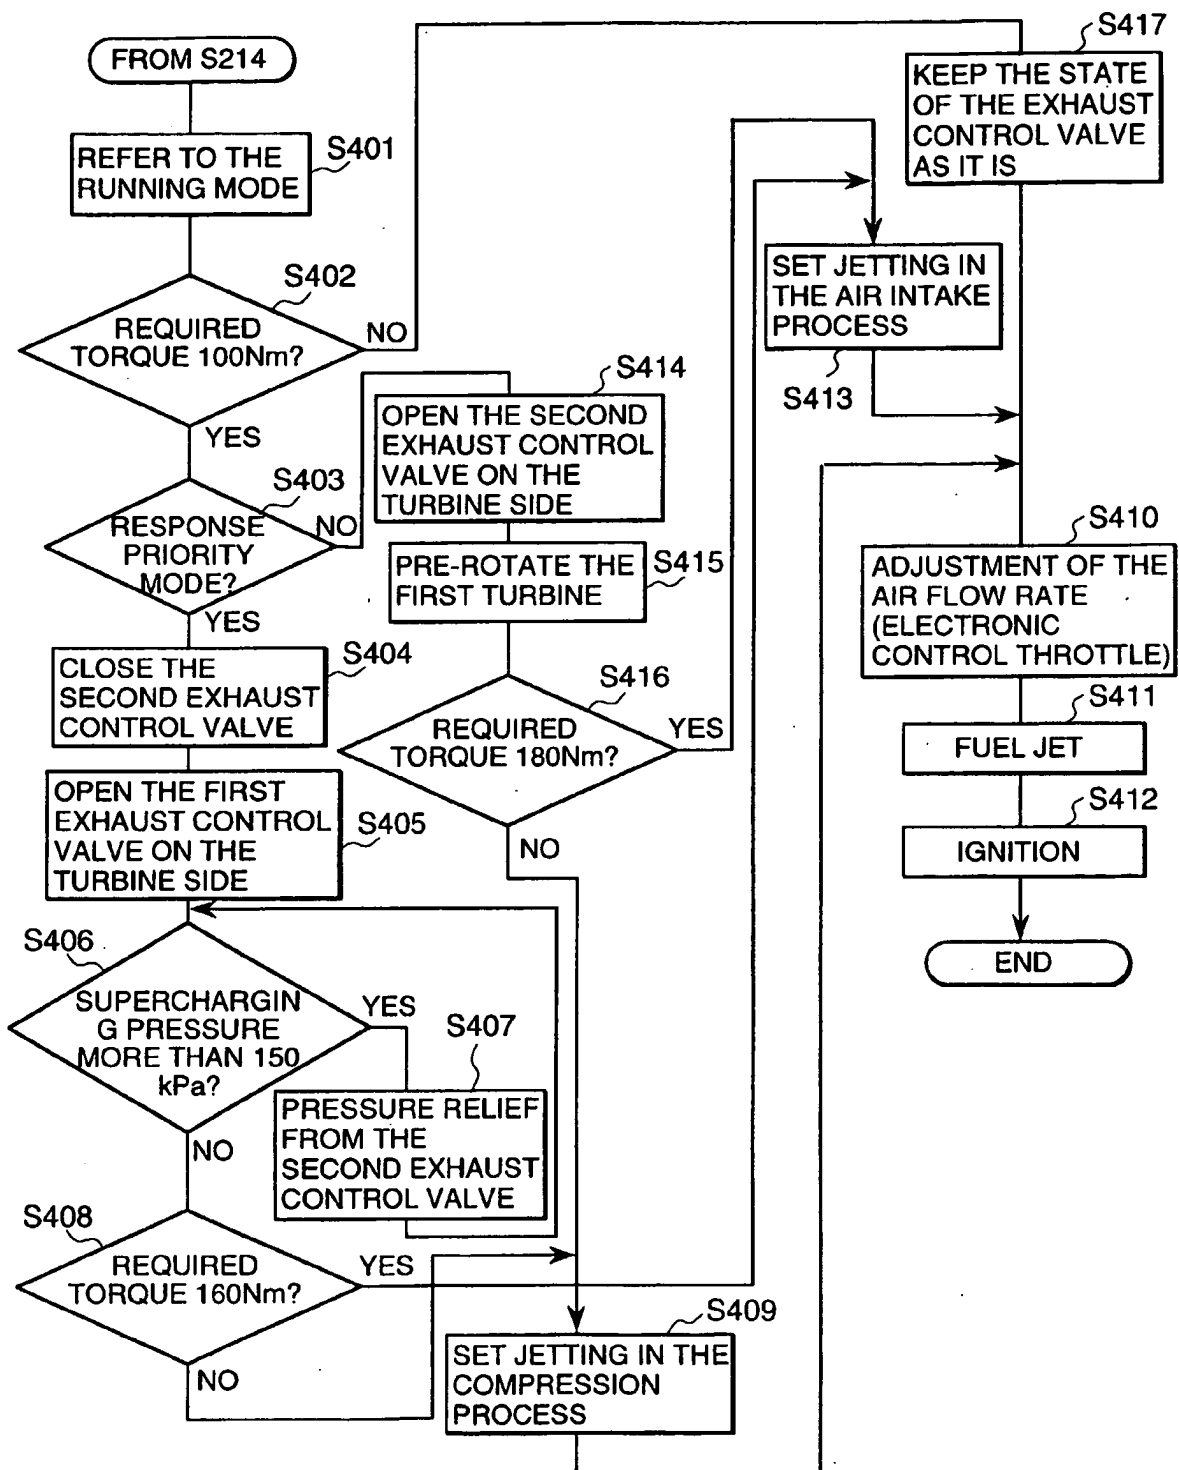 FROM S214
S401
REFER TO THE
RUNNING MODE
S402
REQUIRED
TORQUE 100Nm?
NO
YES
S403
RESPONSE
PRIORITY
MODE?
NO
YES
S404
CLOSE THE
SECOND EXHAUST
CONTROL VALVE
S405
OPEN THE FIRST
EXHAUST CONTROL
VALVE ON THE
TURBINE SIDE
S406
SUPERCHARGIN
G PRESSURE
MORE THAN 150
kPa?
YES
NO
S407
PRESSURE RELIEF
FROM THE
SECOND EXHAUST
CONTROL VALVE
S408
REQUIRED
TORQUE 160Nm?
YES
NO
S414
OPEN THE SECOND
EXHAUST CONTROL
VALVE ON THE
TURBINE SIDE
S415
PRE-ROTATE THE
FIRST TURBINE
S416
REQUIRED
TORQUE 180Nm?
YES
NO
S409
SET JETTING IN THE
COMPRESSION
PROCESS
SET JETTING IN
THE AIR INTAKE
PROCESS
S413
S417
KEEP THE STATE
OF THE EXHAUST
CONTROL VALVE
AS IT IS
S410
ADJUSTMENT OF THE
AIR FLOW RATE
(ELECTRONIC
CONTROL THROTTLE)
S411
FUEL JET
S412
IGNITION
END